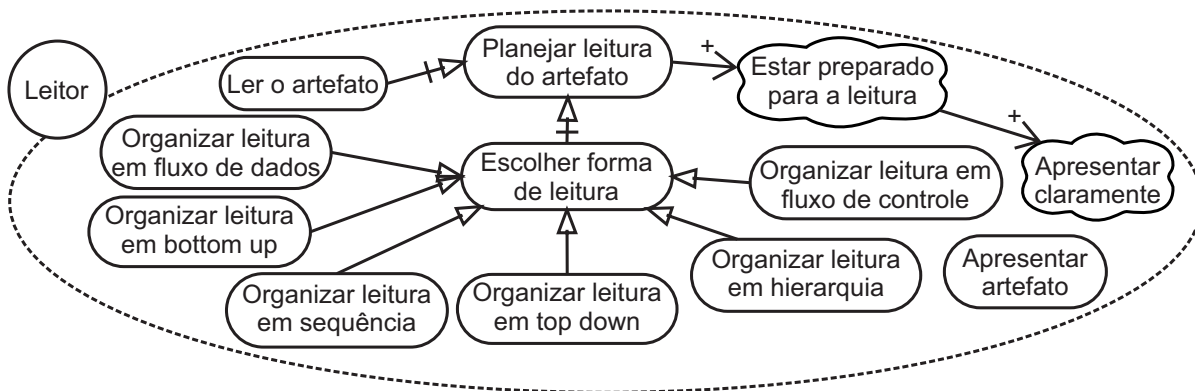 Leitor
Ler o artefato
Planejar leitura
do artefato
+
Estar preparado
para a leitura
+
Apresentar
claramente
Organizar leitura
em fluxo de dados
Escolher forma
de leitura
Organizar leitura em
fluxo de controle
Organizar leitura
em bottom up
Organizar leitura
em sequência
Organizar leitura
em top down
Organizar leitura
em hierarquia
Apresentar
artefato